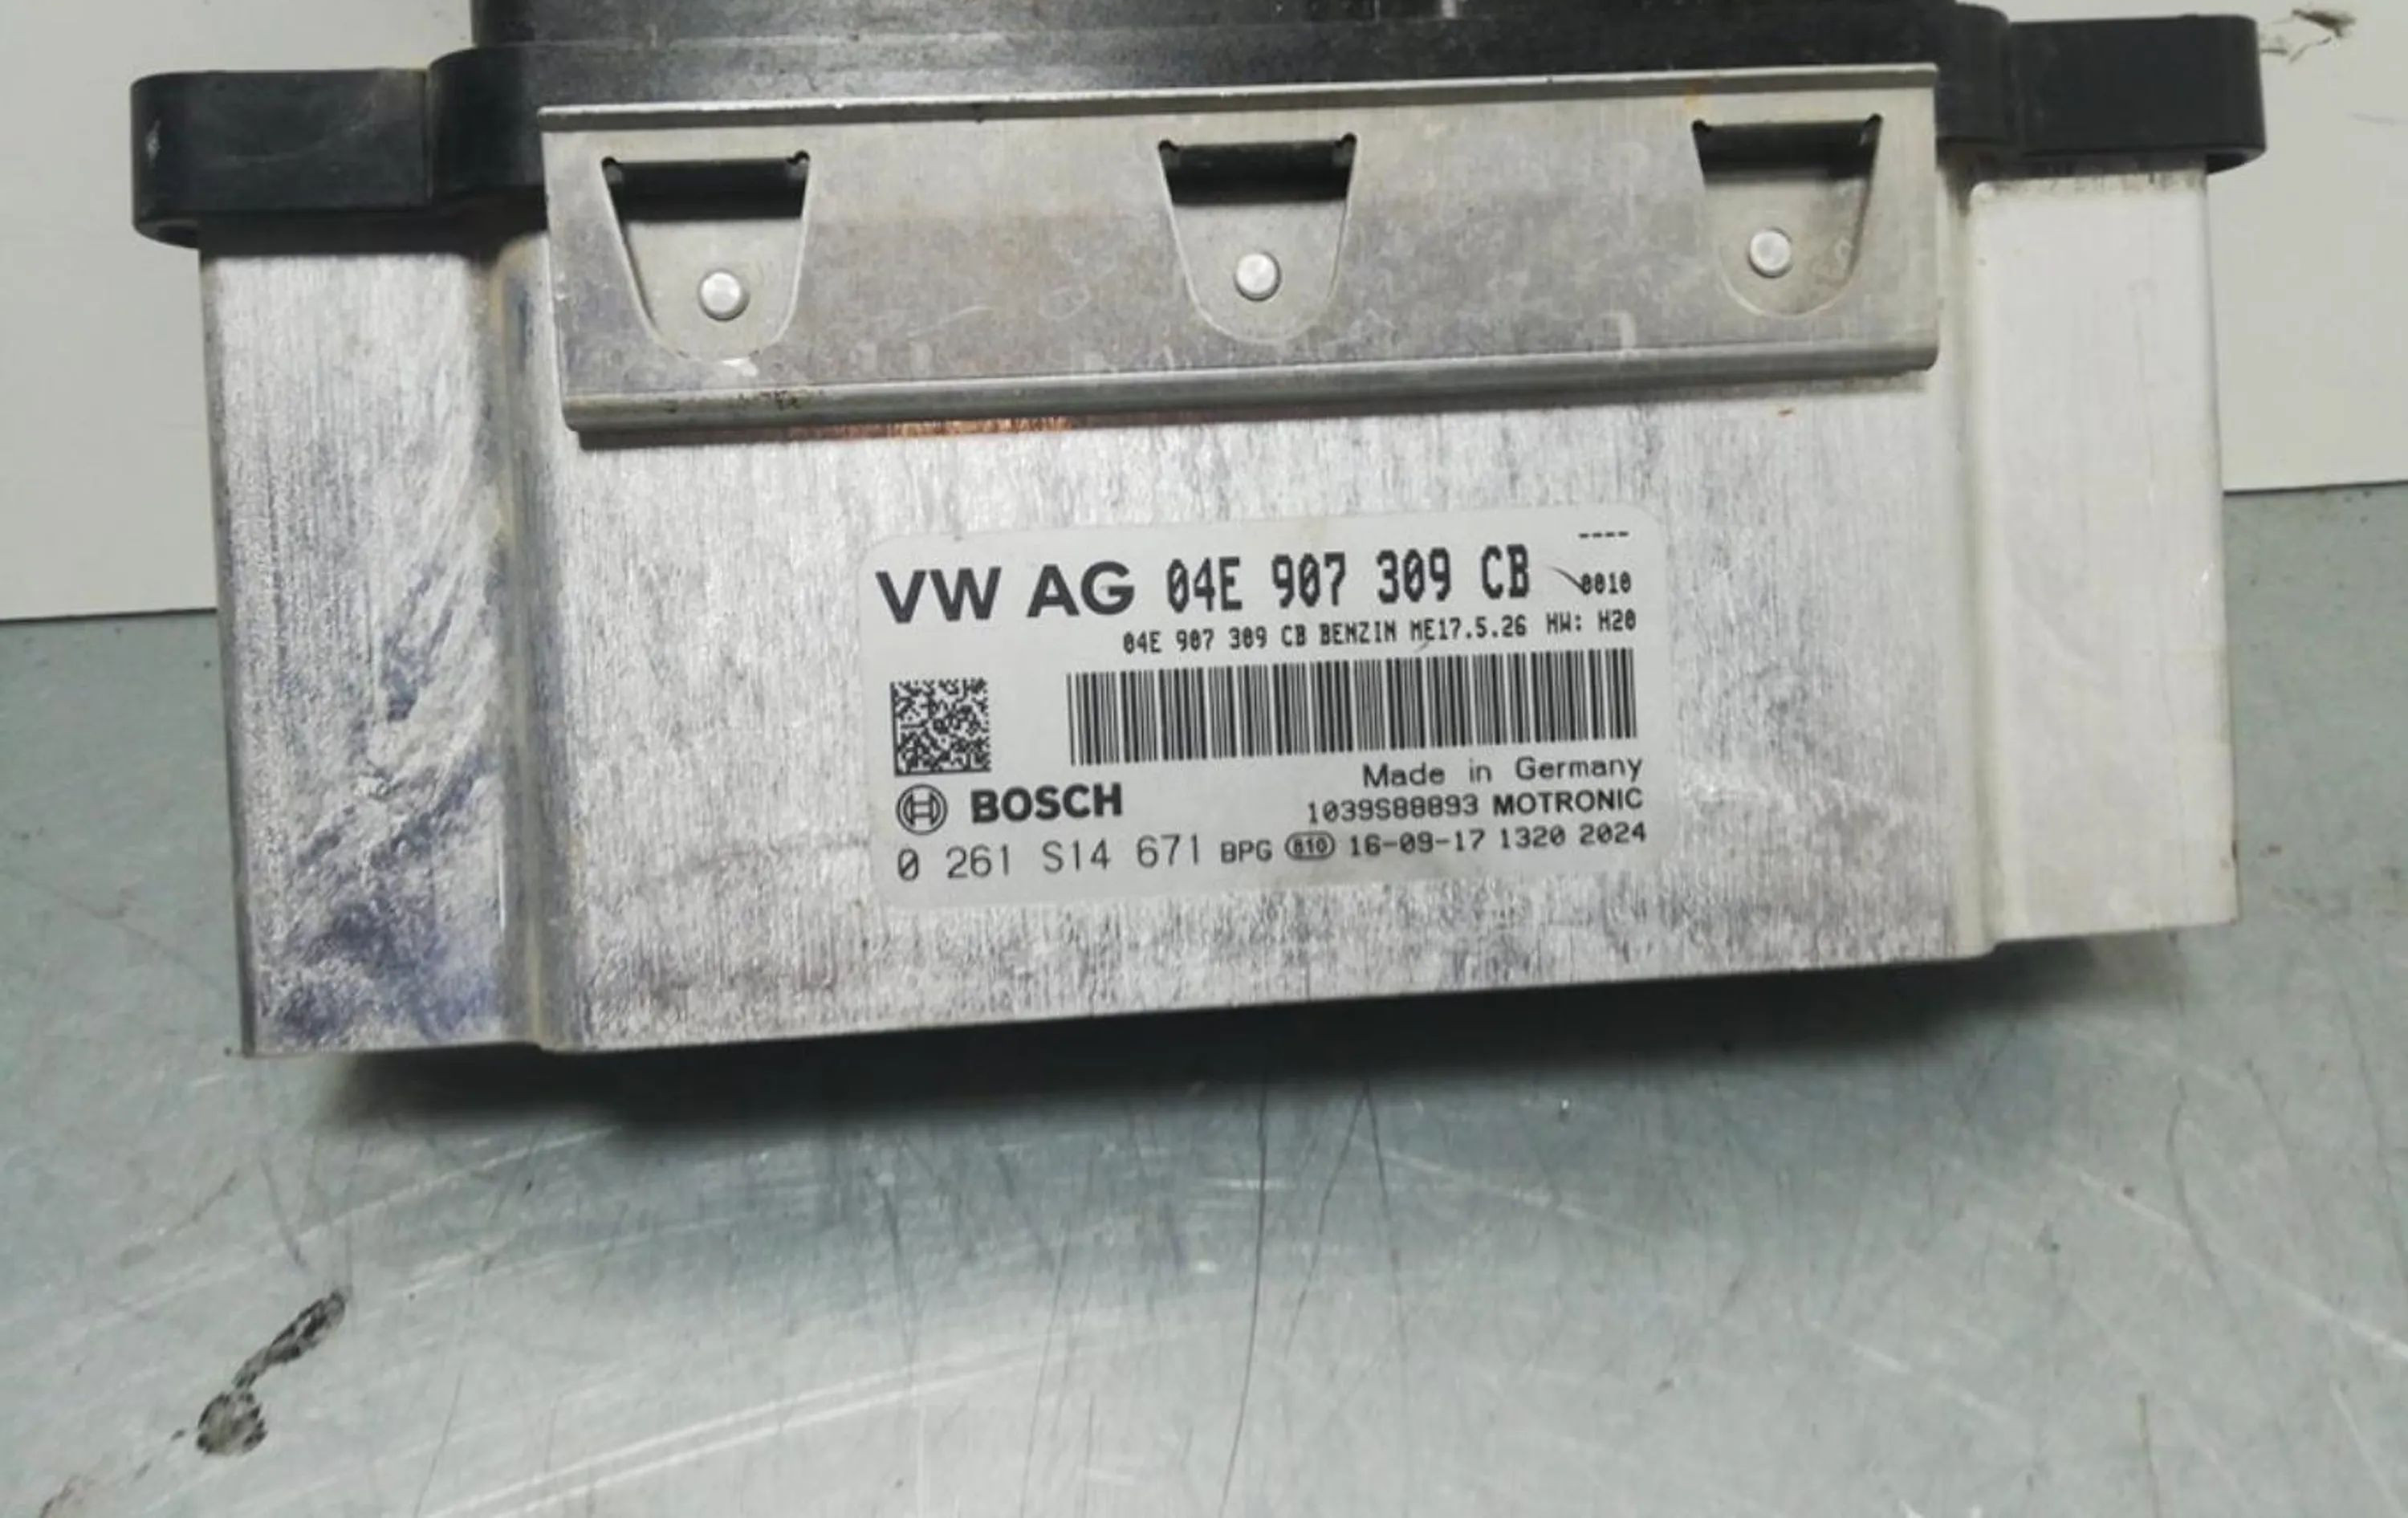 ----
VW AG 04E 907 309 CB 0010
04E 907 309 CB BENZIN ME17.5.26 HW: H20
Made in Germany
BOSCH 1039S88893 MOTRONIC
0 261 S14 671 BPG 810 16-09-17 1320 2024